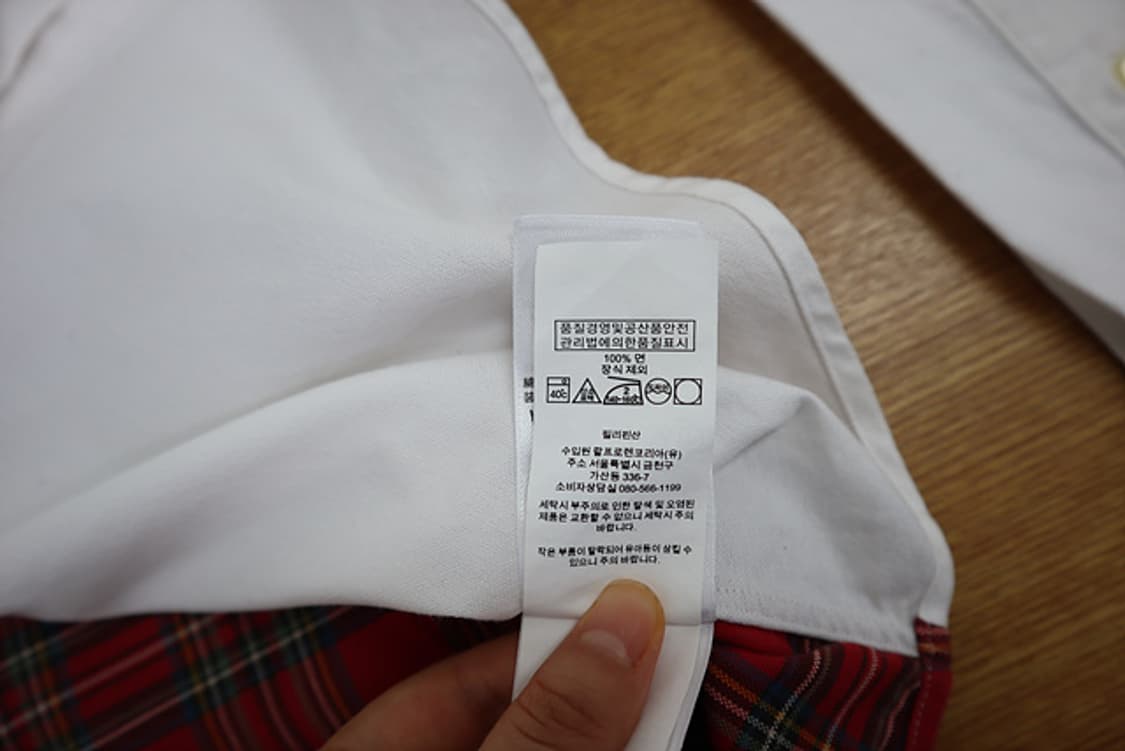 품질경영및공산품안전
관리법에의한품질표시
100% 면
장식 제외
40℃
2
140-160℃
필리핀산
수입원 랄프로렌코리아(유)
주소 서울특별시 금천구
가산동 336-7
소비자상담실 080-566-1199
세탁시 부주의로 인한 탈색 및 오염된
제품은 교환할 수 없으니 세탁시 주의
바랍니다.
작은 부품이 탈락되어 유아등이 삼킬 수
있으니 주의 바랍니다.